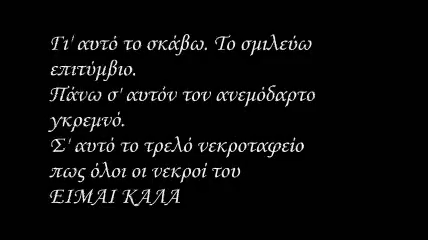 Γι' αυτό το σκάβω. Το σμιλεύω
επιτύμβιο.
Πάνω σ' αυτόν τον ανεμόδαρτο
γκρεμνό.
Σ' αυτό το τρελό νεκροταφείο
πως όλοι οι νεκροί του
ΕΙΜΑΙ ΚΑΛΑ